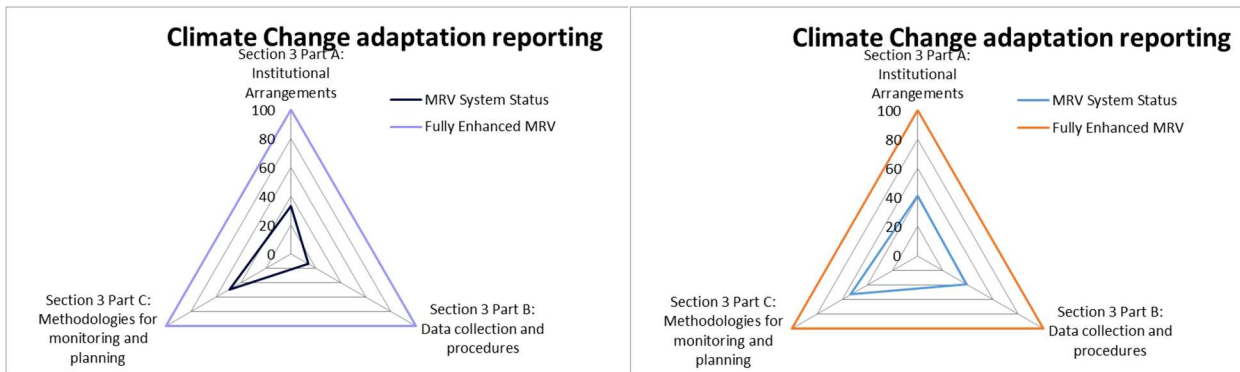 Climate Change adaptation reporting
Section 3 Part A:
Institutional
Arrangements
MRV System Status
Fully Enhanced MRV
100
80
60
40
20
0
Section 3 Part C:
Methodologies for
monitoring and
planning
Section 3 Part B:
Data collection and
procedures
Climate Change adaptation reporting
Section 3 Part A:
Institutional
Arrangements
MRV System Status
Fully Enhanced MRV
100
80
60
40
20
0
Section 3 Part C:
Methodologies for
monitoring and
planning
Section 3 Part B:
Data collection and
procedures